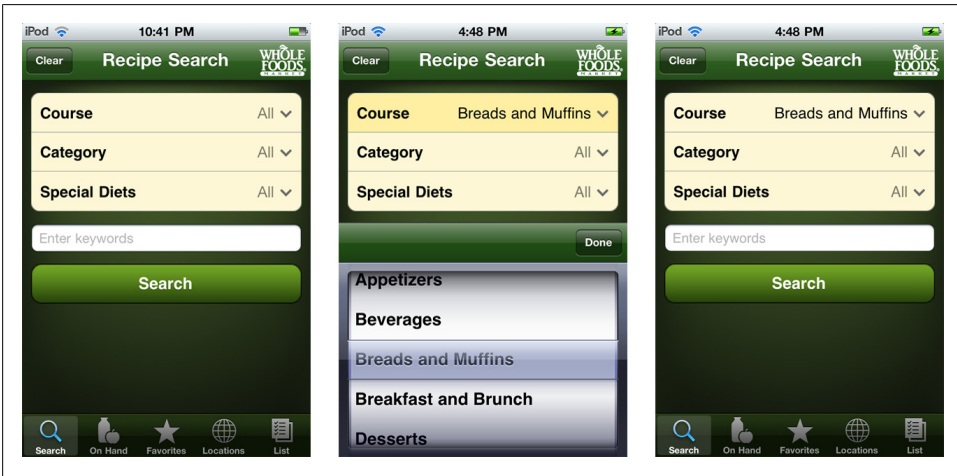 iPod 10:41 PM
Clear Recipe Search WHOLE FOODS MARKET
Course All
Category All
Special Diets All
Enter keywords
Search
Search On Hand Favorites Locations List
iPod 4:48 PM
Clear Recipe Search WHOLE FOODS MARKET
Course Breads and Muffins
Category All
Special Diets All
Done
Appetizers
Beverages
Breads and Muffins
Breakfast and Brunch
Desserts
iPod 4:48 PM
Clear Recipe Search WHOLE FOODS MARKET
Course Breads and Muffins
Category All
Special Diets All
Enter keywords
Search
Search On Hand Favorites Locations List